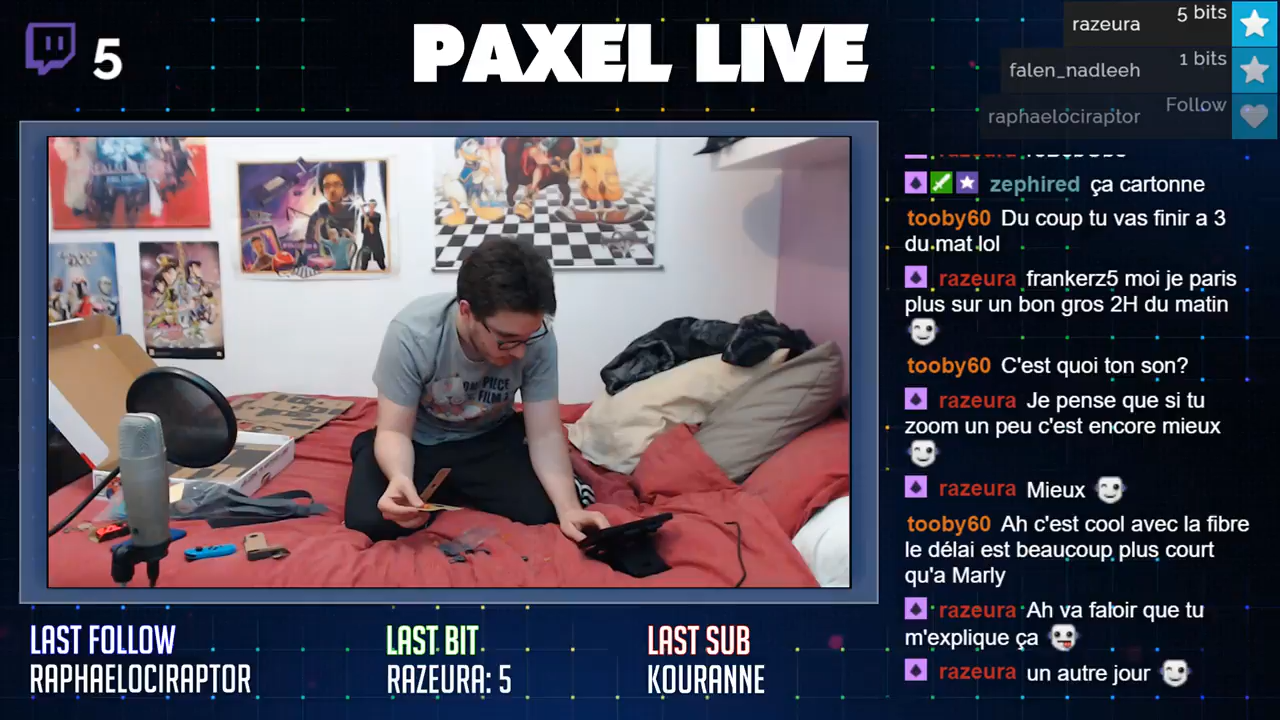 5
PAXEL LIVE
razeura
5 bits
falen_nadleeh
1 bits
raphaelociraptor
Follow
zephired ça cartonne
tooby60 Du coup tu vas finir a 3
du mat lol
razeura frankerz5 moi je paris
plus sur un bon gros 2H du matin
tooby60 C'est quoi ton son?
razeura Je pense que si tu
zoom un peu c'est encore mieux
razeura Mieux
tooby60 Ah c'est cool avec la fibre
le délai est beaucoup plus court
qu'a Marly
razeura Ah va faloir que tu
m'explique ça
razeura un autre jour
ONE PIECE
FILM
LAST FOLLOW
RAPHAELOCIRAPTOR
LAST BIT
RAZEURA: 5
LAST SUB
KOURANNE